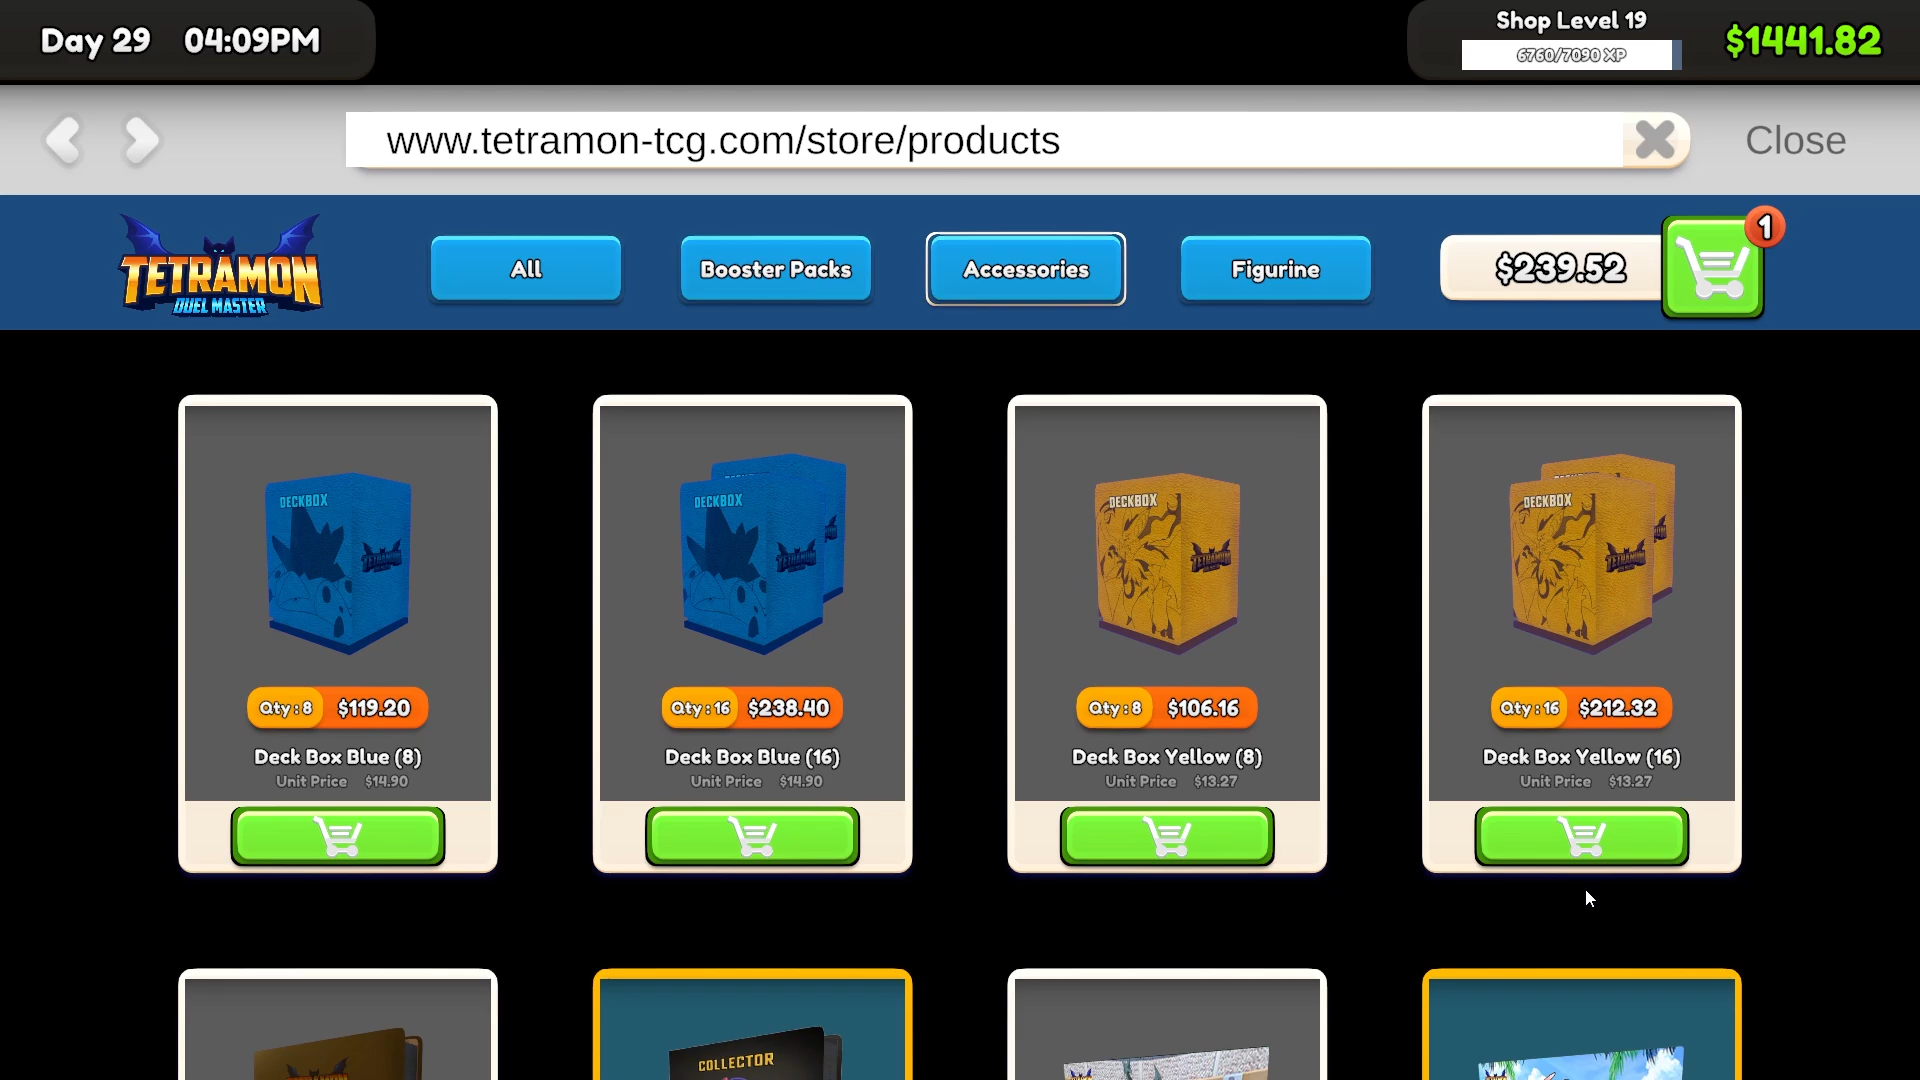 Day 29 04:09PM
Shop Level 19
6760/7090 XP
$1441.82
www.tetramon-tcg.com/store/products
Close
TETRAMON
DUEL MASTER
All
Booster Packs
Accessories
Figurine
$239.52
1
DECKBOX
TETRAMON
DECKBOX
TETRAMON
DECKBOX
TETRAMON
DECKBOX
TETRAMON
Qty : 8 $119.20
Qty : 16 $238.40
Qty : 8 $106.16
Qty : 16 $212.32
Deck Box Blue (8)
Deck Box Blue (16)
Deck Box Yellow (8)
Deck Box Yellow (16)
Unit Price $14.90
Unit Price $14.90
Unit Price $13.27
Unit Price $13.27
COLLECTOR